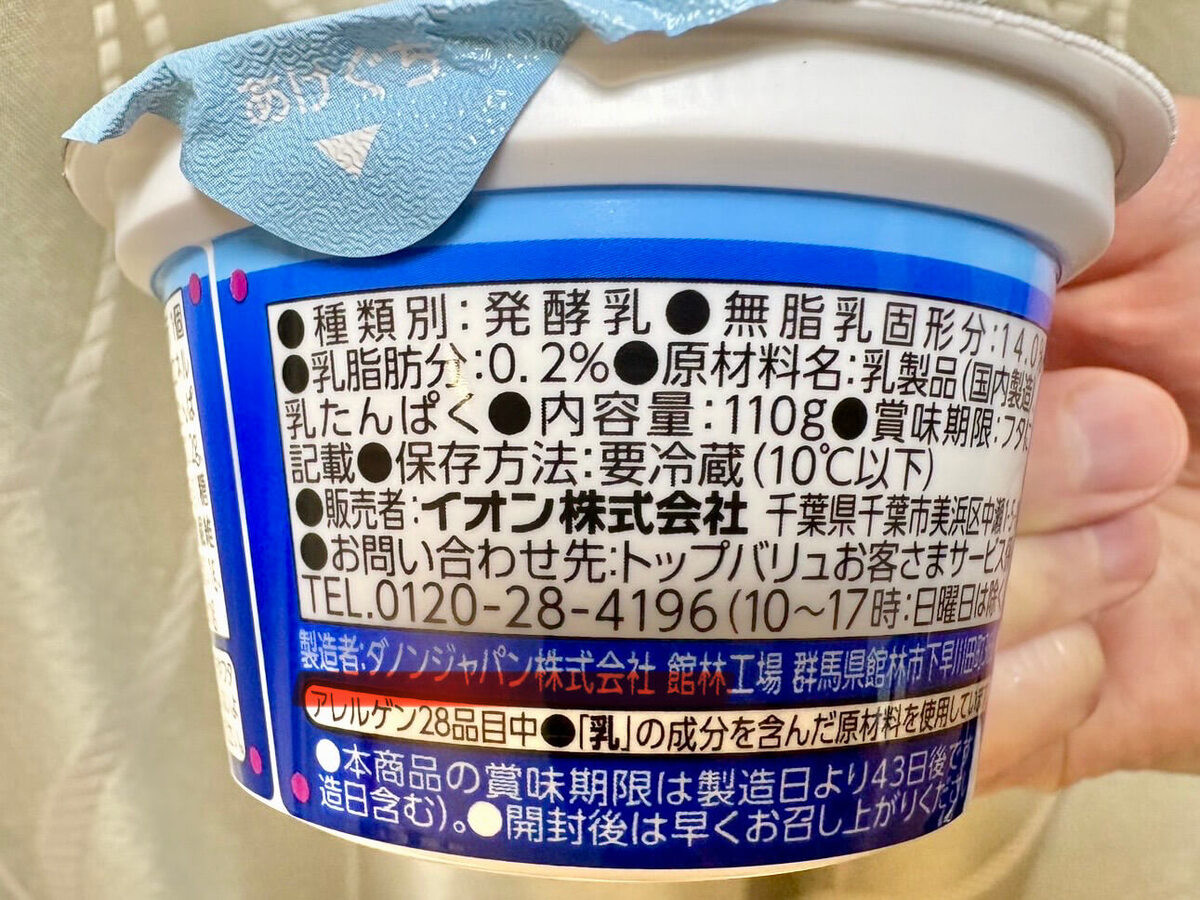 あけぐち
●種類別：発酵乳 ●無脂乳固形分：14.0%
●乳脂肪分：0.2%●原材料名：乳製品(国内製造)
乳たんぱく●内容量：110g●賞味期限：フタに
記載●保存方法：要冷蔵(10℃以下)
●販売者：イオン株式会社 千葉県千葉市美浜区中瀬1-5
●お問い合わせ先：トップバリュお客さまサービス
TEL.0120-28-4196(10〜17時：日曜日は除く
製造者：ダノンジャパン株式会社 館林工場 群馬県館林市下早川田町
アレルゲン28品目中●「乳」の成分を含んだ原材料を使用してい
●本商品の賞味期限は製造日より43日後です
造日含む)。●開封後は早くお召し上がりくだ